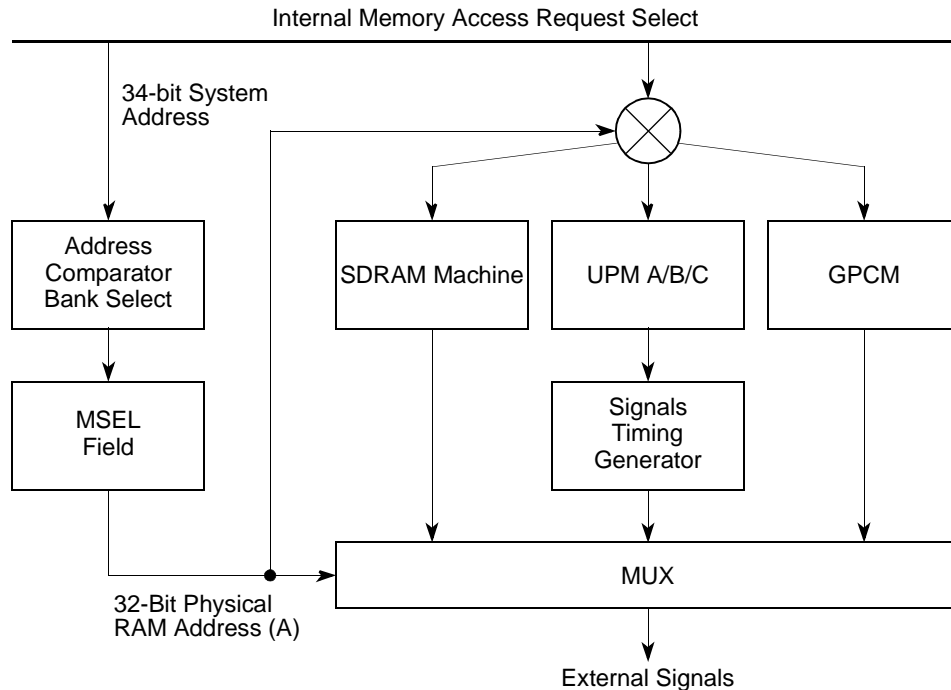 Internal Memory Access Request Select
34-bit System
Address
Address
Comparator
Bank Select
SDRAM Machine
UPM A/B/C
GPCM
MSEL
Field
Signals
Timing
Generator
MUX
32-Bit Physical
RAM Address (A)
External Signals